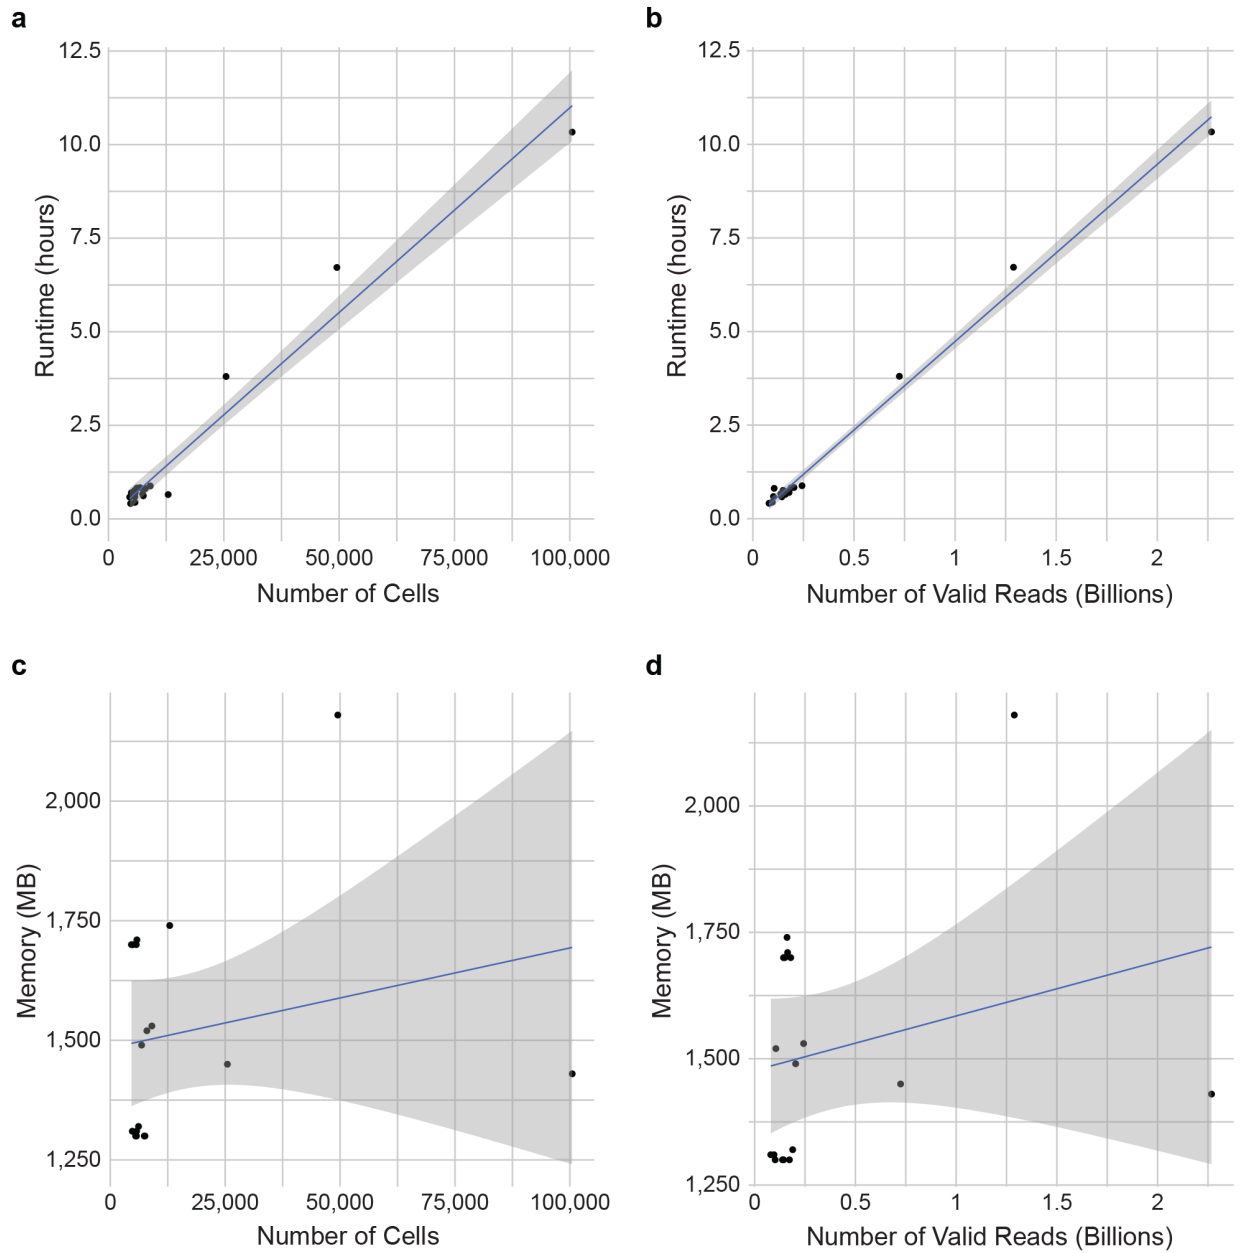 a
12.5
10.0
7.5
5.0
2.5
0.0
Runtime (hours)
0 25,000 50,000 75,000 100,000
Number of Cells
b
12.5
10.0
7.5
5.0
2.5
0.0
Runtime (hours)
0 0.5 1 1.5 2
Number of Valid Reads (Billions)
c
2,000
1,750
1,500
1,250
Memory (MB)
0 25,000 50,000 75,000 100,000
Number of Cells
d
2,000
1,750
1,500
1,250
Memory (MB)
0 0.5 1 1.5 2
Number of Valid Reads (Billions)